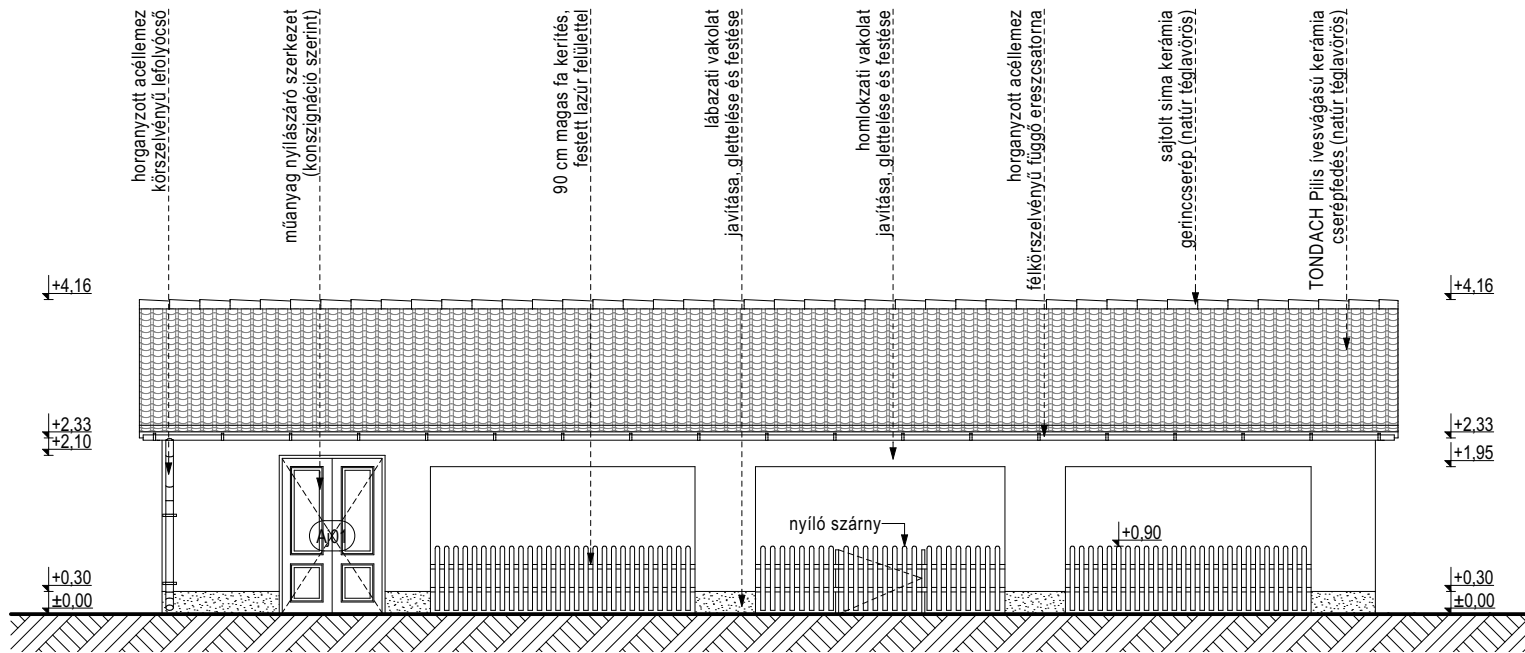 horganyzott acéllemez
körszelvényű lefolyócső
műanyag nyílászáró szerkezet
(konszignáció szerint)
90 cm magas fa kerítés,
festett lazúr felülettel
lábazati vakolat
javítása, glettelése és festése
homlokzati vakolat
javítása, glettelése és festése
horganyzott acéllemez
félkörszelvényű függő ereszcsatorna
sajtolt sima kerámia
gerinccserép (natúr téglavörös)
TONDACH Pilis ívesvágású kerámia
cserépfedés (natúr téglavörös)
+4,16
+4,16
+2,33
+2,10
+2,33
+1,95
nyíló szárny
+0,90
Aj01
+0,30
±0,00
+0,30
±0,00